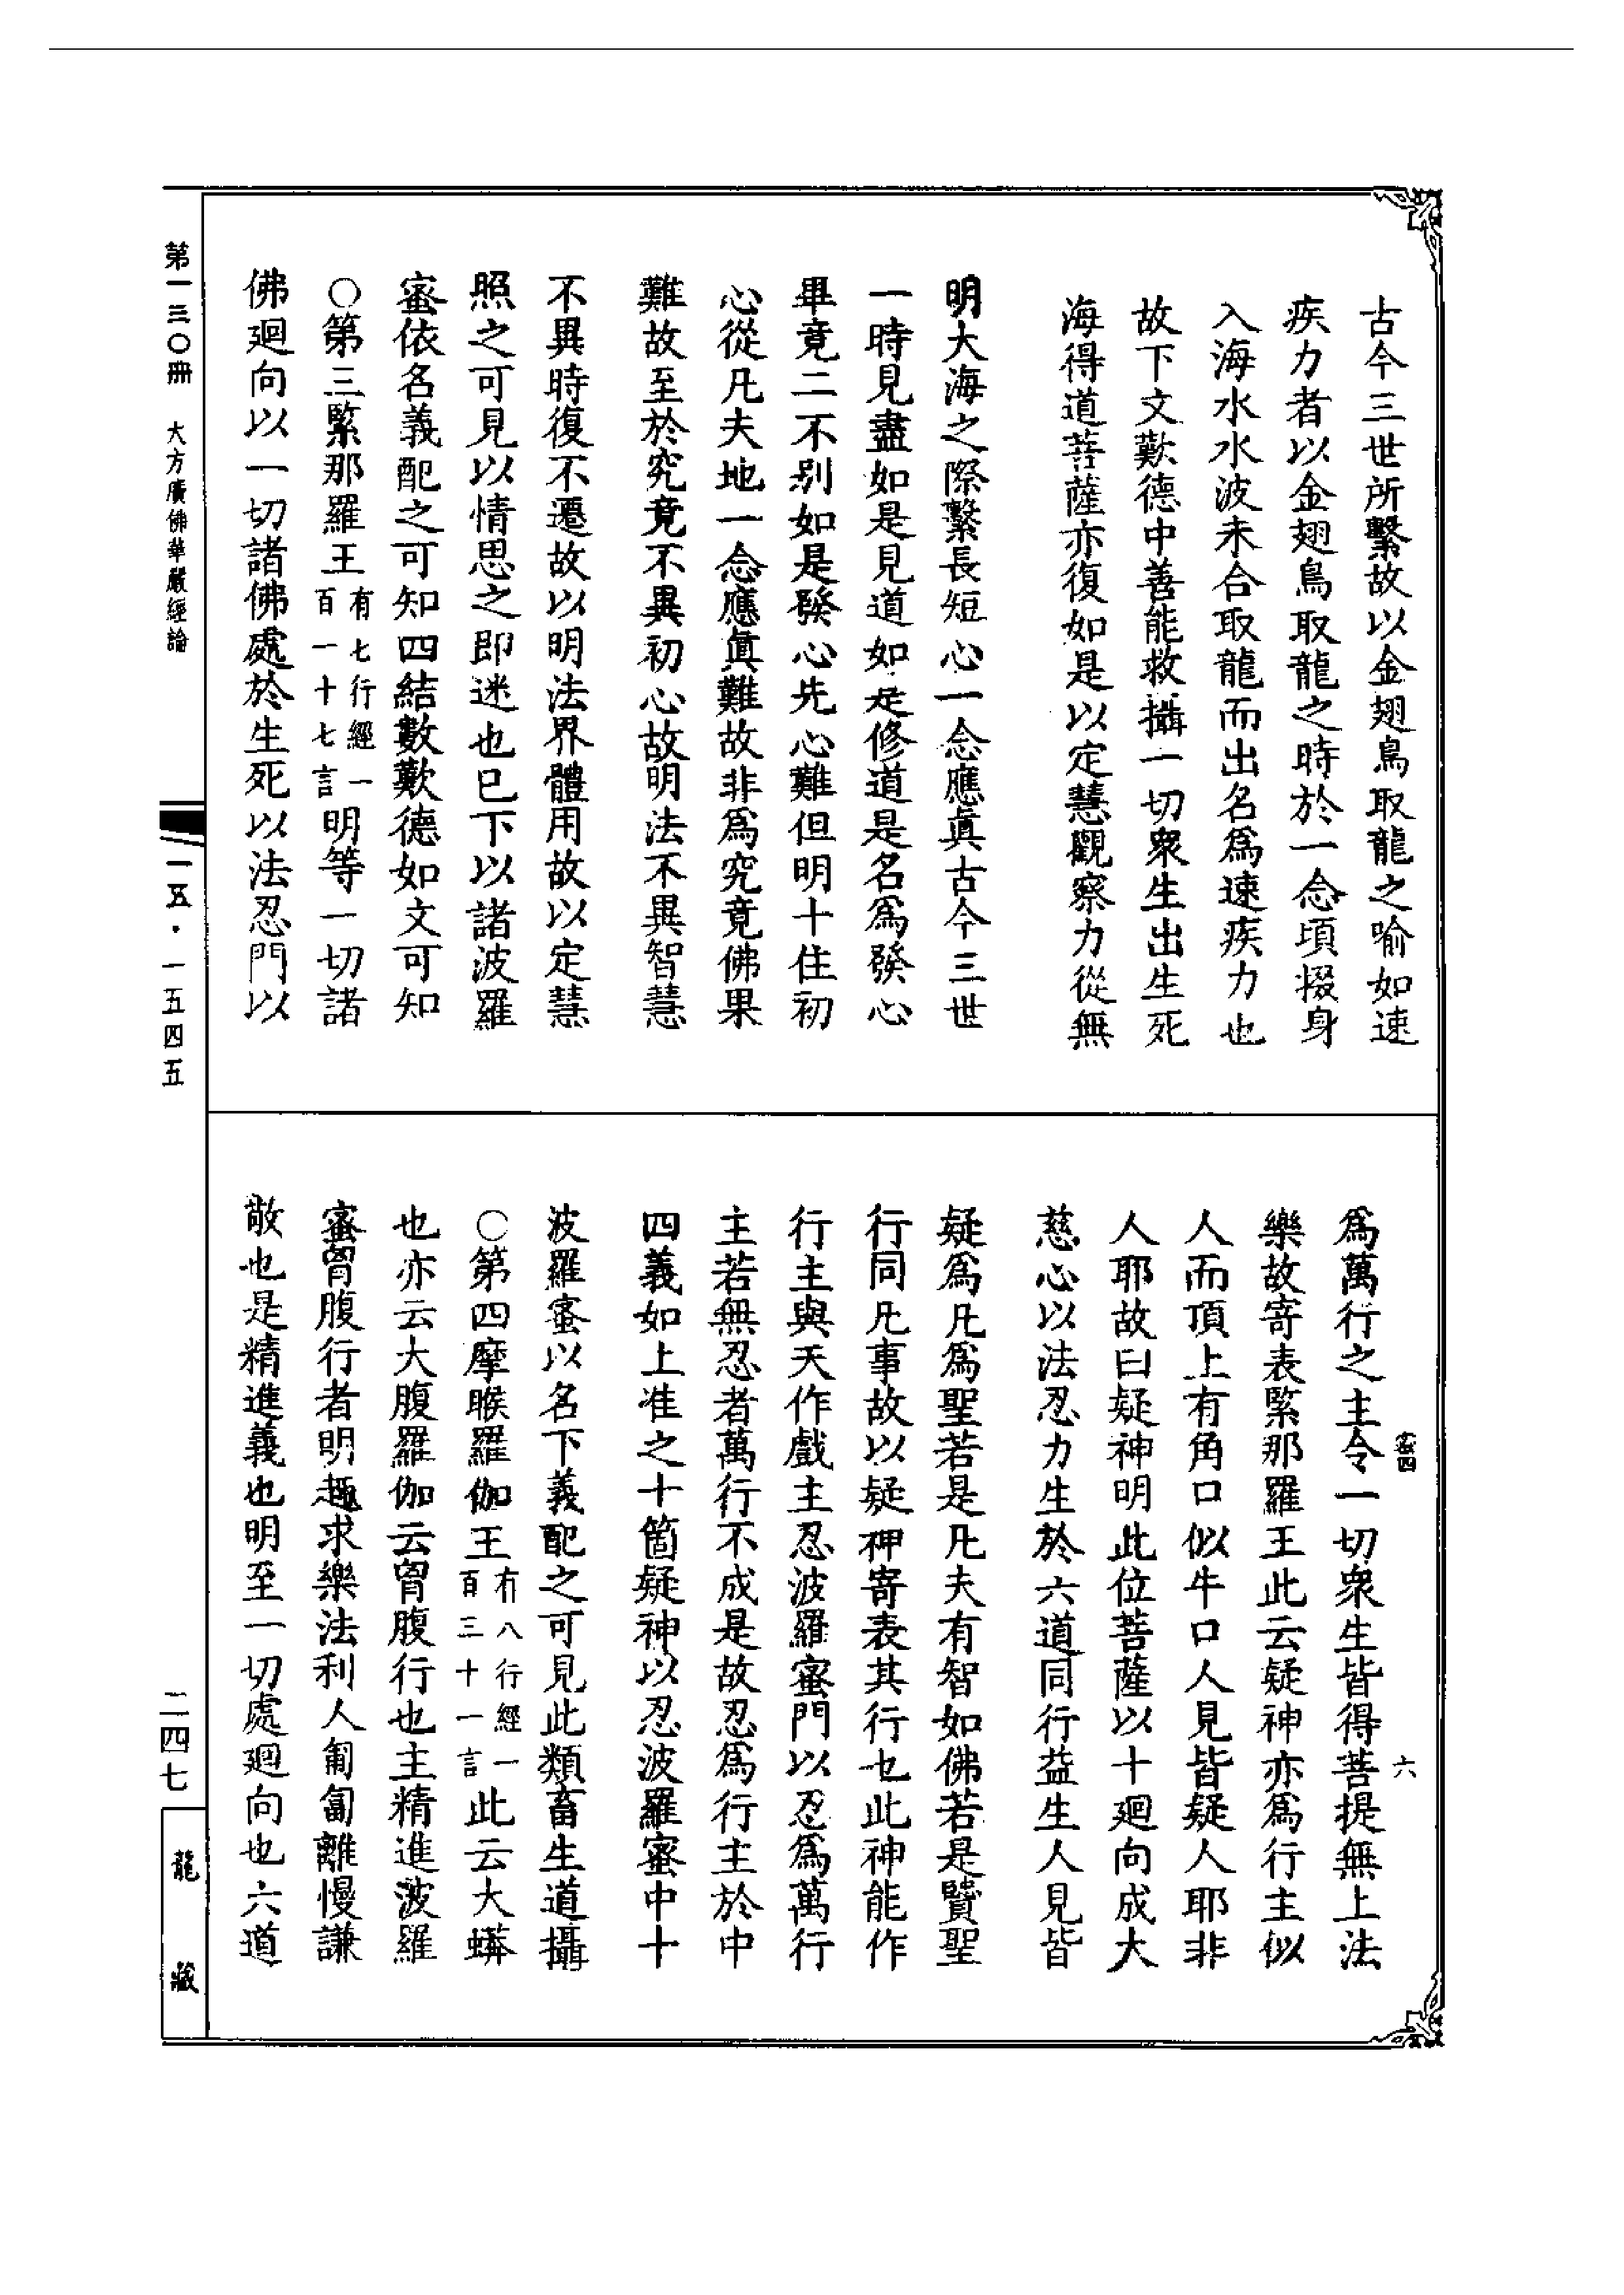 古今三世所繫故以金翅鳥取龍之喻如速
疾力者以金翅鳥取龍之時於一念頃掇身
入海水水波未合取龍而出名爲速疾力也
故下文歎德中善能救攝一切衆生出生死
海得道菩薩亦復如是以定慧觀察力從無
明大海之際繫長短心一念應眞古今三世
一時見盡如是見道如是修道是名爲發心
畢竟二不別如是發心先心難但明十住初
心從凡夫地一念應眞難故非爲究竟佛果
難故至於究竟不異初心故明法不異智慧
不異時復不遷故以明法界體用故以定慧
照之可見以情思之即迷也已下以諸波羅
蜜依名義配之可知四結數歎德如文可知
○第三緊那羅王有七行經一百一十七言明等一切諸
佛廻向以一切諸佛處於生死以法忍門以
爲萬行之主令一切衆生皆得菩提無上法
樂故寄表緊那羅王此云疑神亦爲行主似
人而頂上有角口似牛口人見皆疑人耶非
人耶故曰疑神明此位菩薩以十廻向成大
慈心以法忍力生於六道同行益生人見皆
疑爲凡爲聖若是凡夫有智如佛若是賢聖
行同凡事故以疑神寄表其行也此神能作
行主與天作戲主忍波羅蜜門以忍爲萬行
主若無忍者萬行不成是故忍爲行主於中
四義如上准之十箇疑神以忍波羅蜜中十
波羅蜜以名下義配之可見此類畜生道攝
○第四摩睺羅伽王有八行經一百三十一言此云大蟒
也亦云大腹羅伽云胷腹行也主精進波羅
蜜胷腹行者明趣求樂法利人匍匐離慢謙
敬也是精進義也明至一切處廻向也六道
第一三〇冊　大方廣佛華嚴經論
一五・一五四五
二四七
龍藏
六